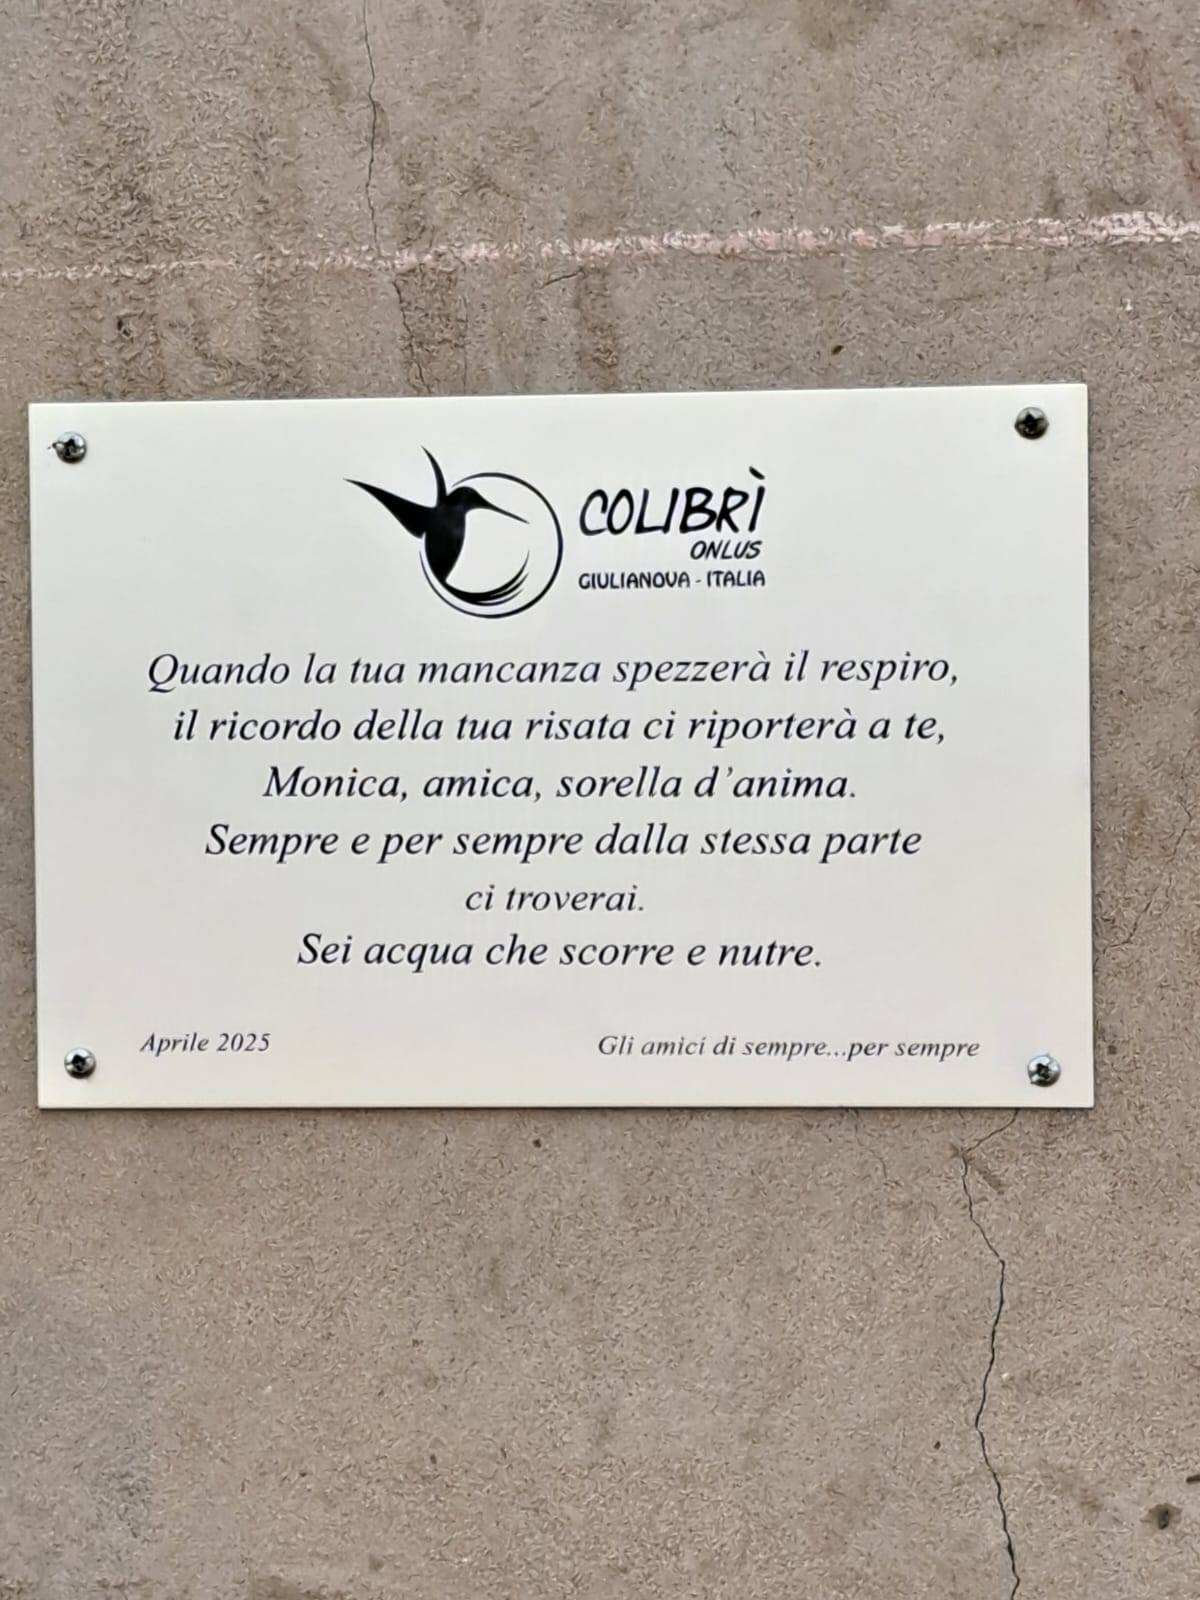 COLIBRÌ
ONLUS
GIULIANOVA - ITALIA
Quando la tua mancanza spezzerà il respiro,
il ricordo della tua risata ci riporterà a te,
Monica, amica, sorella d'anima.
Sempre e per sempre dalla stessa parte
ci troverai.
Sei acqua che scorre e nutre.
Aprile 2025
Gli amici di sempre...per sempre